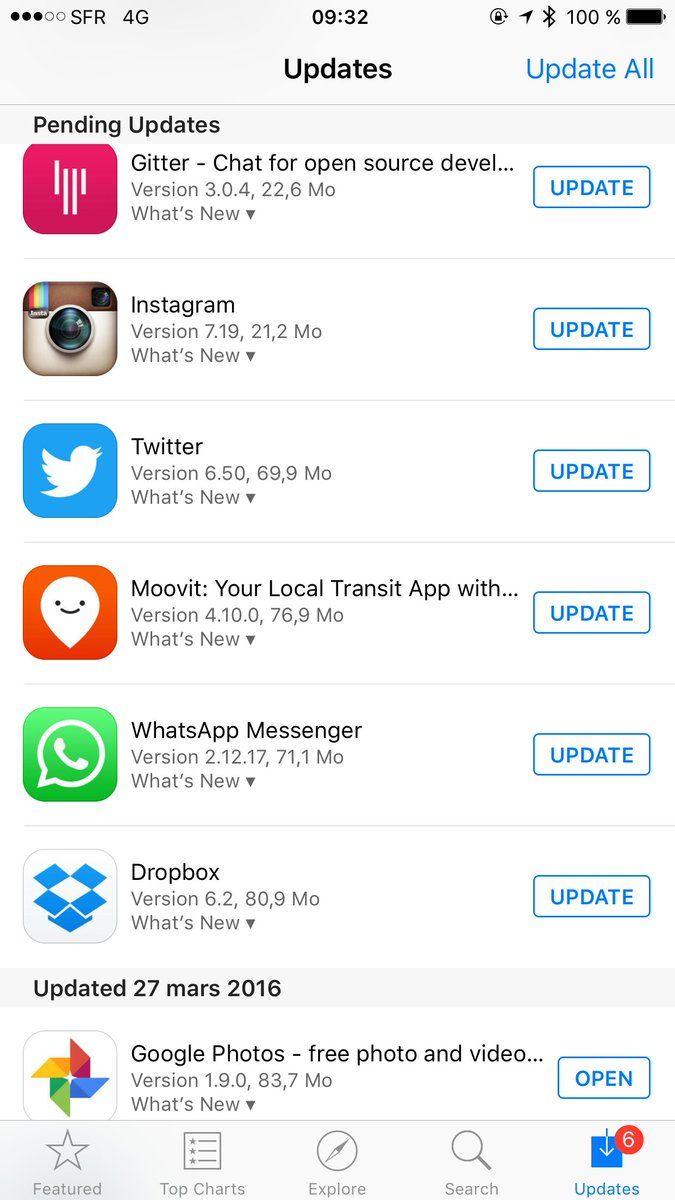 SFR 4G 09:32 100 %
Updates Update All
Pending Updates
Gitter - Chat for open source devel...
Version 3.0.4, 22,6 Mo
What's New ▾
UPDATE
Instagram
Version 7.19, 21,2 Mo
What's New ▾
UPDATE
Insta
Twitter
Version 6.50, 69,9 Mo
What's New ▾
UPDATE
Moovit: Your Local Transit App with...
Version 4.10.0, 76,9 Mo
What's New ▾
UPDATE
WhatsApp Messenger
Version 2.12.17, 71,1 Mo
What's New ▾
UPDATE
Dropbox
Version 6.2, 80,9 Mo
What's New ▾
UPDATE
Updated 27 mars 2016
Google Photos - free photo and video...
Version 1.9.0, 83,7 Mo
What's New ▾
OPEN
6
Featured Top Charts Explore Search Updates